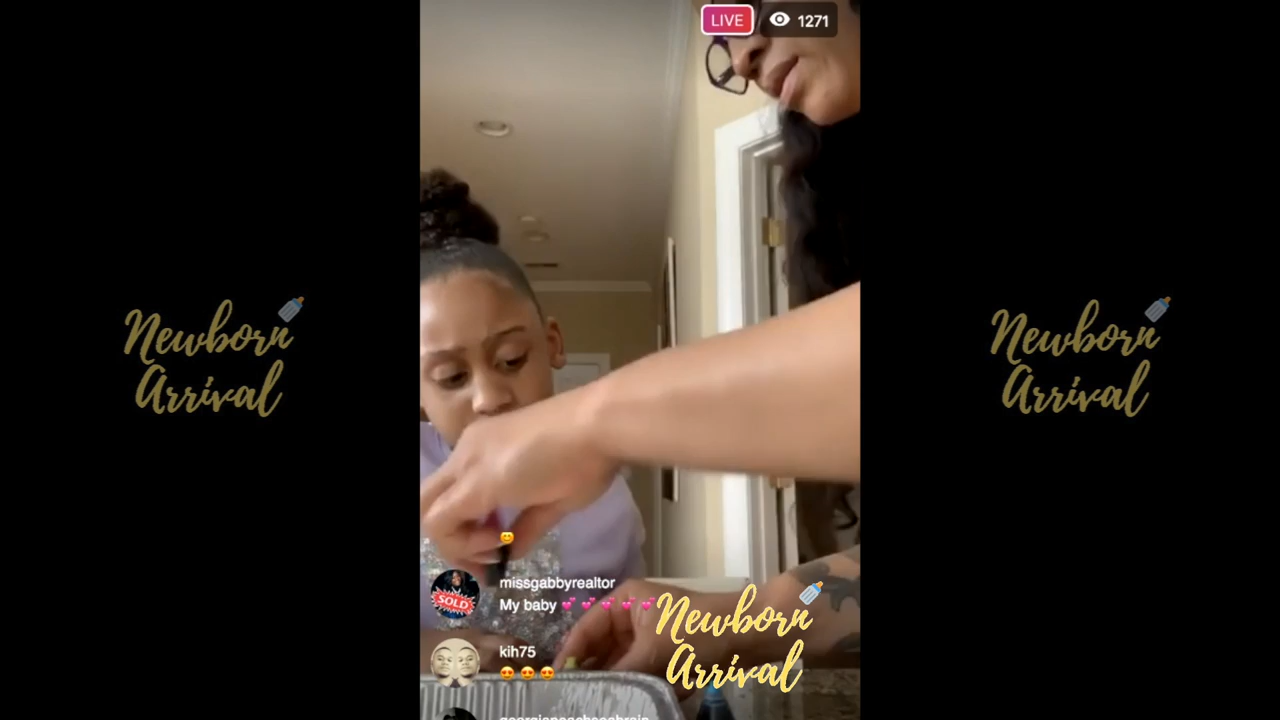 LIVE 1271
Newborn
Arrival
Newborn
Arrival
missgabbyrealtor
My baby 💕 💕 💕 💕 💕
SOLD
kih75
😍 😍 😍
Newborn
Arrival